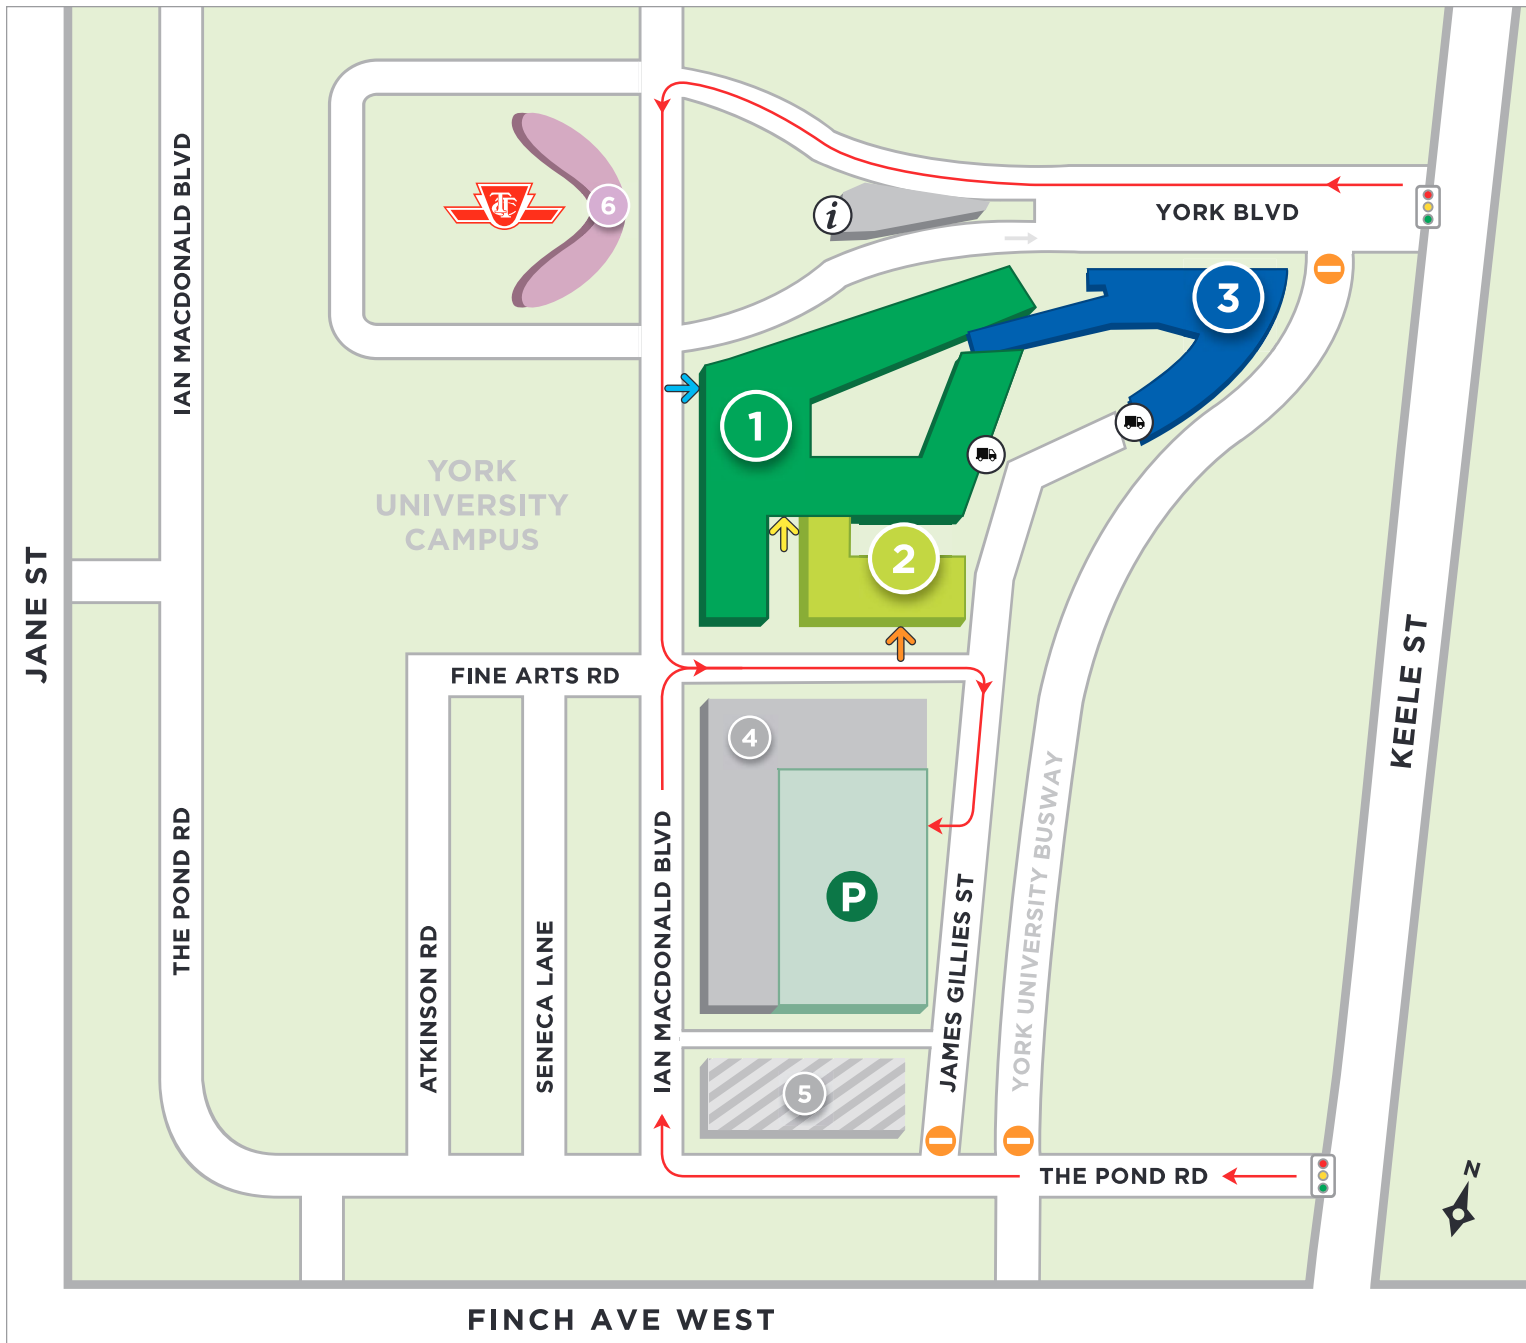 IAN MACDONALD BLVD
TTC
6
i
YORK BLVD
3
1
YORK
UNIVERSITY
CAMPUS
2
JANE ST
KEELE ST
FINE ARTS RD
4
THE POND RD
ATKINSON RD
SENECA LANE
IAN MACDONALD BLVD
P
JAMES GILLIES ST
YORK UNIVERSITY BUSWAY
5
THE POND RD
N
FINCH AVE WEST